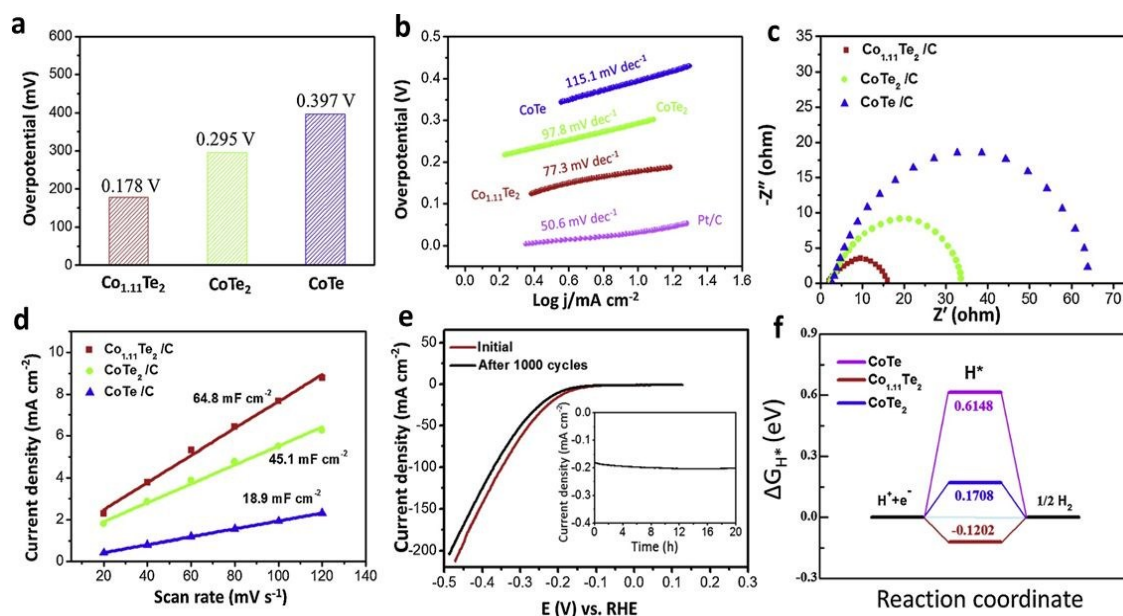 a
600
500
400
300
200
100
0
Overpotential (mV)
0.178 V
0.295 V
0.397 V
Co1.11Te2
CoTe2
CoTe
b
0.5
0.4
0.3
0.2
0.1
0.0
Overpotential (V)
115.1 mV dec-1
CoTe
97.8 mV dec-1
CoTe2
77.3 mV dec-1
Co1.11Te2
50.6 mV dec-1
Pt/C
0.0 0.2 0.4 0.6 0.8 1.0 1.2 1.4 1.6
Log j/mA cm-2
c
35
30
25
20
15
10
5
0
-Z″ (ohm)
Co1.11Te2 /C
CoTe2 /C
CoTe /C
0 10 20 30 40 50 60 70
Z′ (ohm)
d
10
8
6
4
2
0
Current density (mA cm-2)
Co1.11Te2 /C
CoTe2 /C
CoTe /C
64.8 mF cm-2
45.1 mF cm-2
18.9 mF cm-2
20 40 60 80 100 120 140
Scan rate (mV s-1)
e
50
0
-50
-100
-150
-200
Current density (mA cm-2)
Initial
After 1000 cycles
0.0
-0.2
-0.4
-0.6
Current density (mA cm-2)
0 4 8 12 16 20
Time (h)
-0.5 -0.4 -0.3 -0.2 -0.1 0.0 0.1 0.2
E (V) vs. RHE
f
0.9
0.6
0.3
0.0
-0.3
ΔGH* (eV)
CoTe
Co1.11Te2
CoTe2
H*
0.6148
0.1708
-0.1202
H++e-
1/2 H2
Reaction coordinate